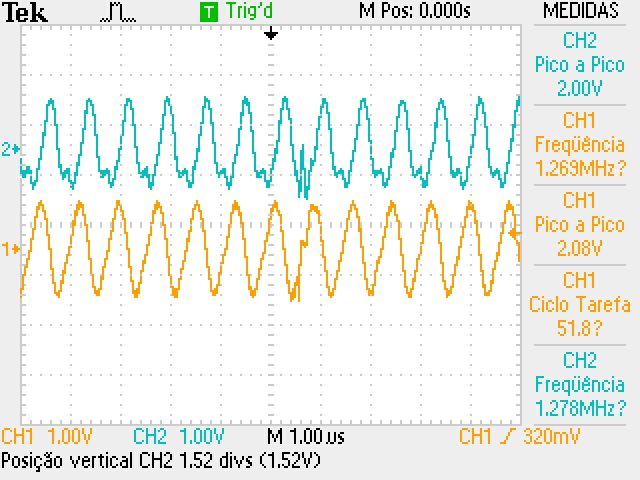 Tek T Trig'd M Pos: 0.000s MEDIDAS
CH2
Pico a Pico
2.00V
CH1
Freqüência
1.269MHz?
CH1
Pico a Pico
2.08V
CH1
Ciclo Tarefa
51.8?
CH2
Freqüência
1.278MHz?
2
1
CH1 1.00V CH2 1.00V M 1.00us CH1 320mV
Posição vertical CH2 1.52 divs (1.52V)